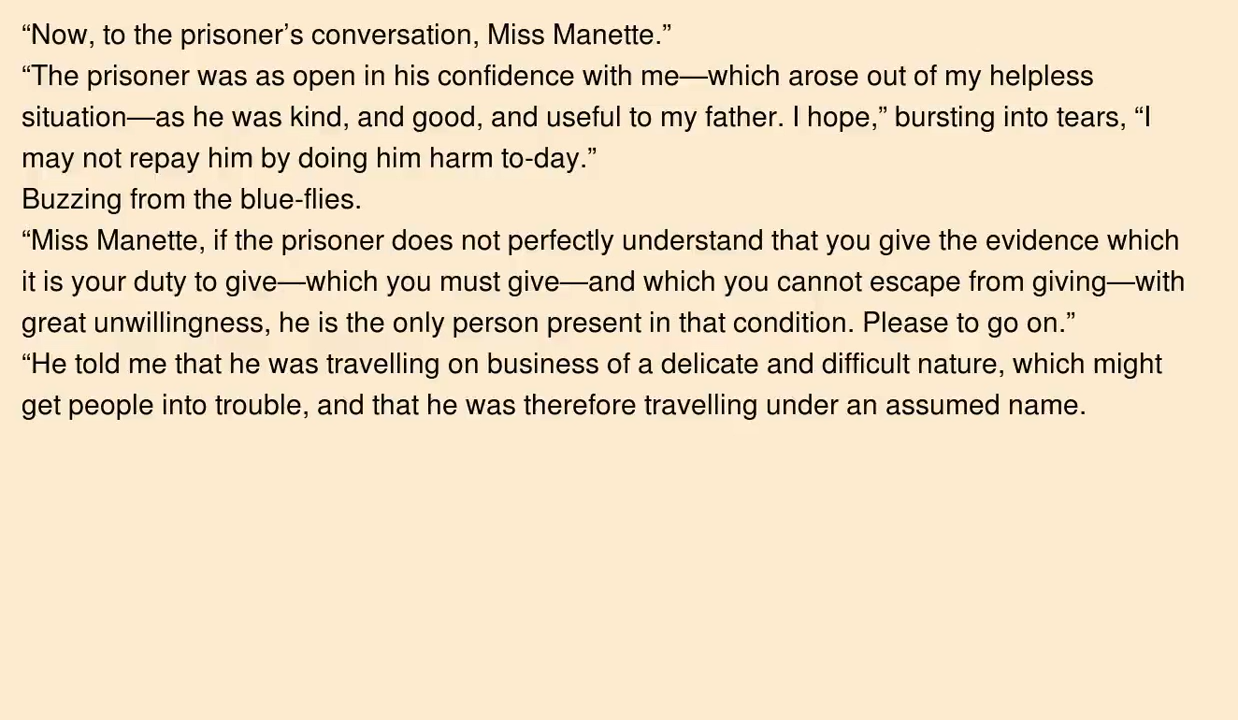 “Now, to the prisoner’s conversation, Miss Manette.”
“The prisoner was as open in his confidence with me—which arose out of my helpless
situation—as he was kind, and good, and useful to my father. I hope,” bursting into tears, “I
may not repay him by doing him harm to-day.”
Buzzing from the blue-flies.
“Miss Manette, if the prisoner does not perfectly understand that you give the evidence which
it is your duty to give—which you must give—and which you cannot escape from giving—with
great unwillingness, he is the only person present in that condition. Please to go on.”
“He told me that he was travelling on business of a delicate and difficult nature, which might
get people into trouble, and that he was therefore travelling under an assumed name.